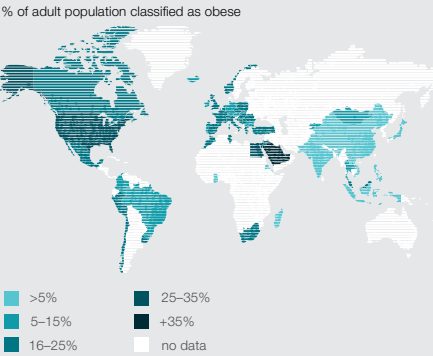 % of adult population classified as obese
>5%
5–15%
16–25%
25–35%
+35%
no data